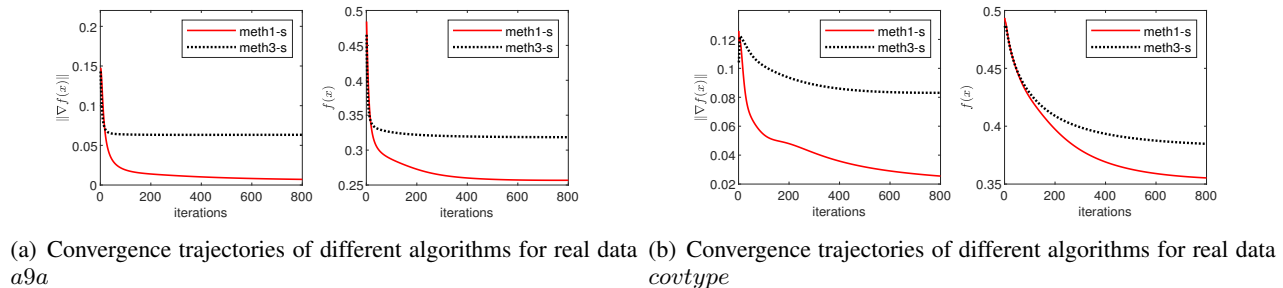 0.2
0.15
0.1
0.05
0
‖∇f(x)‖
meth1-s
meth3-s
0 200 400 600 800
iterations
0.5
0.45
0.4
0.35
0.3
0.25
f(x)
meth1-s
meth3-s
0 200 400 600 800
iterations
0.12
0.1
0.08
0.06
0.04
0.02
‖∇f(x)‖
meth1-s
meth3-s
0 200 400 600 800
iterations
0.5
0.45
0.4
0.35
f(x)
meth1-s
meth3-s
0 200 400 600 800
iterations
(a) Convergence trajectories of different algorithms for real data
a9a
(b) Convergence trajectories of different algorithms for real data
covtype